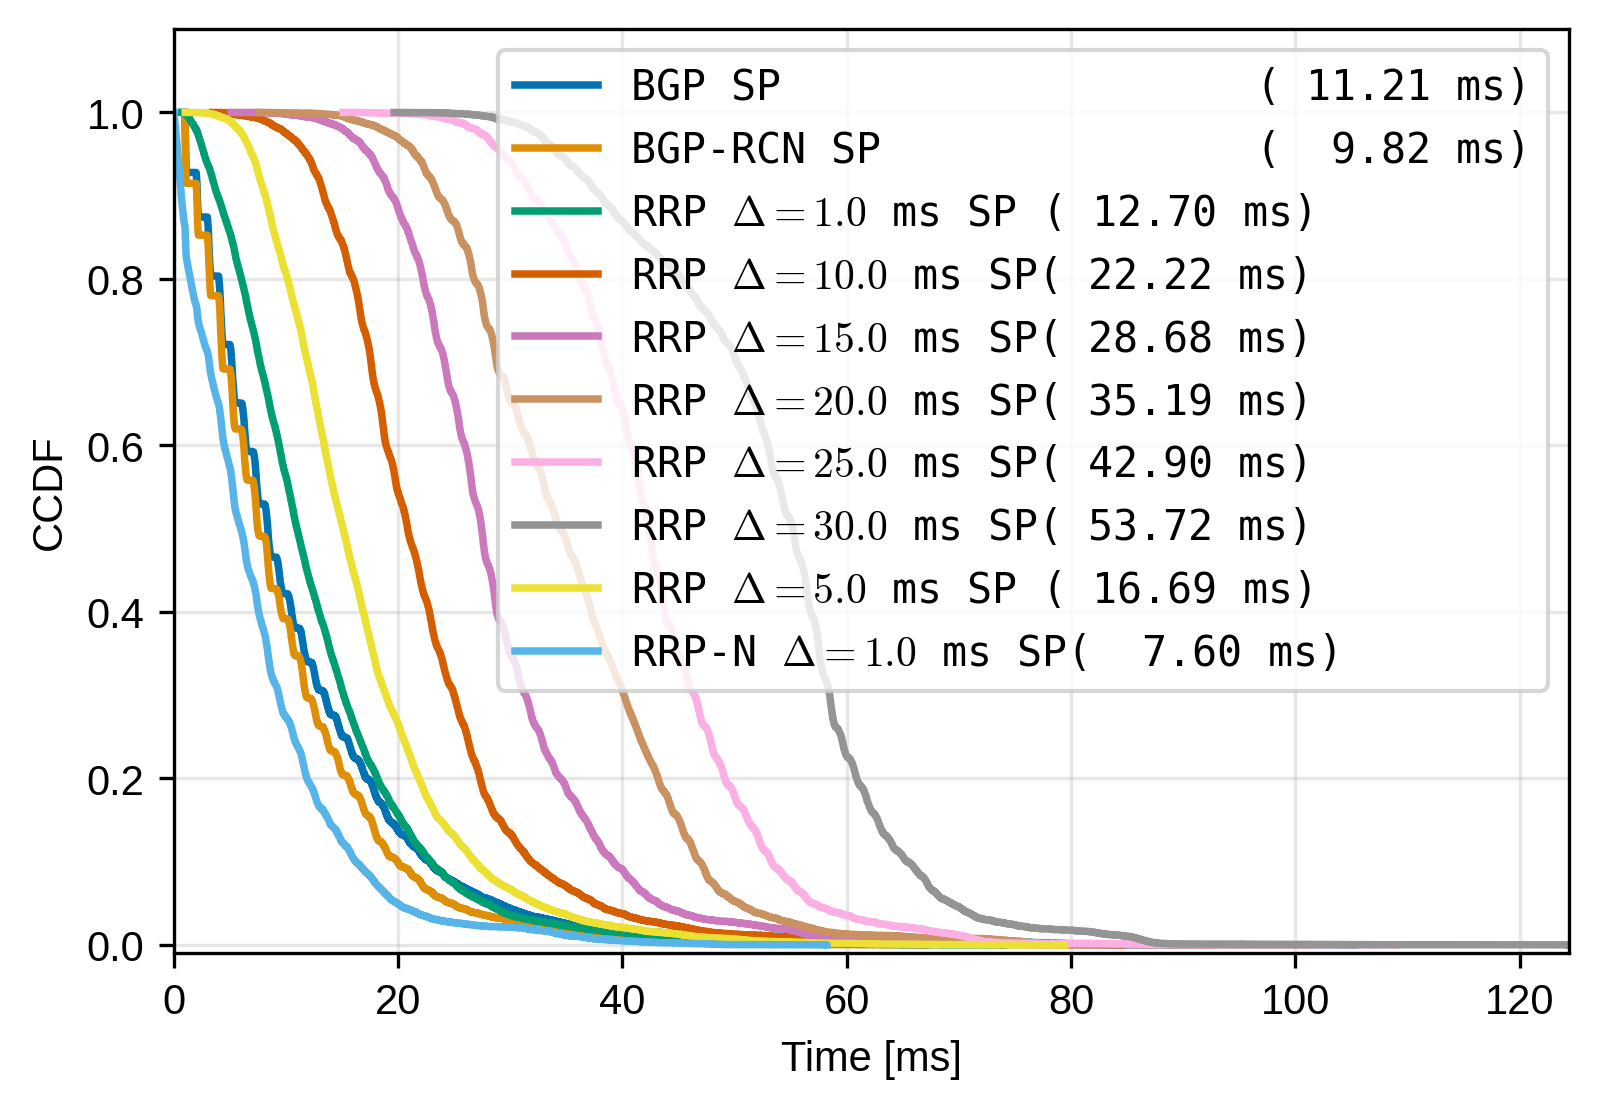 BGP SP ( 11.21 ms)
BGP-RCN SP (  9.82 ms)
RRP Δ = 1.0 ms SP ( 12.70 ms)
RRP Δ = 10.0 ms SP( 22.22 ms)
RRP Δ = 15.0 ms SP( 28.68 ms)
RRP Δ = 20.0 ms SP( 35.19 ms)
RRP Δ = 25.0 ms SP( 42.90 ms)
RRP Δ = 30.0 ms SP( 53.72 ms)
RRP Δ = 5.0 ms SP ( 16.69 ms)
RRP-N Δ = 1.0 ms SP(  7.60 ms)
CCDF
1.0
0.8
0.6
0.4
0.2
0.0
0 20 40 60 80 100 120
Time [ms]